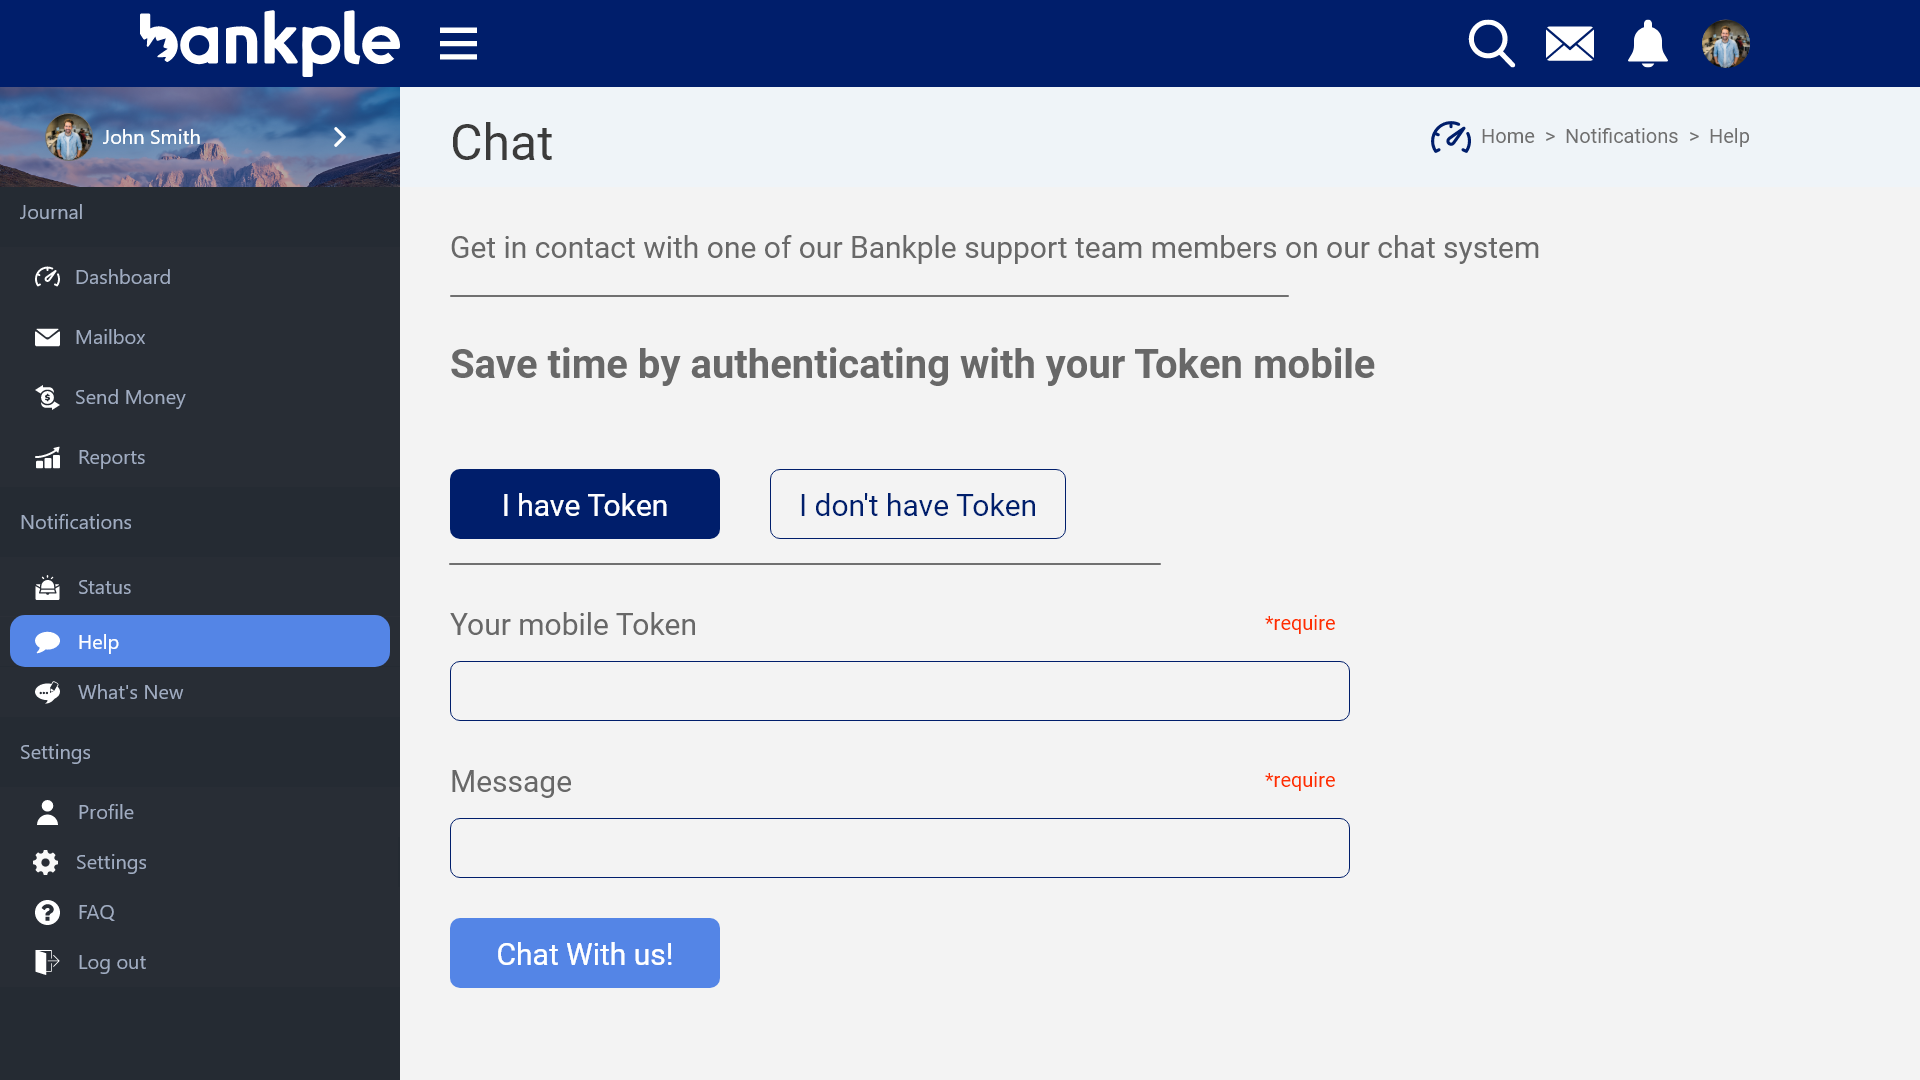 bankple
John Smith
Journal
Dashboard
Mailbox
Send Money
Reports
Notifications
Status
Help
What's New
Settings
Profile
Settings
FAQ
Log out
Chat
Home > Notifications > Help
Get in contact with one of our Bankple support team members on our chat system
Save time by authenticating with your Token mobile
I have Token
I don't have Token
Your mobile Token
*require
Message
*require
Chat With us!